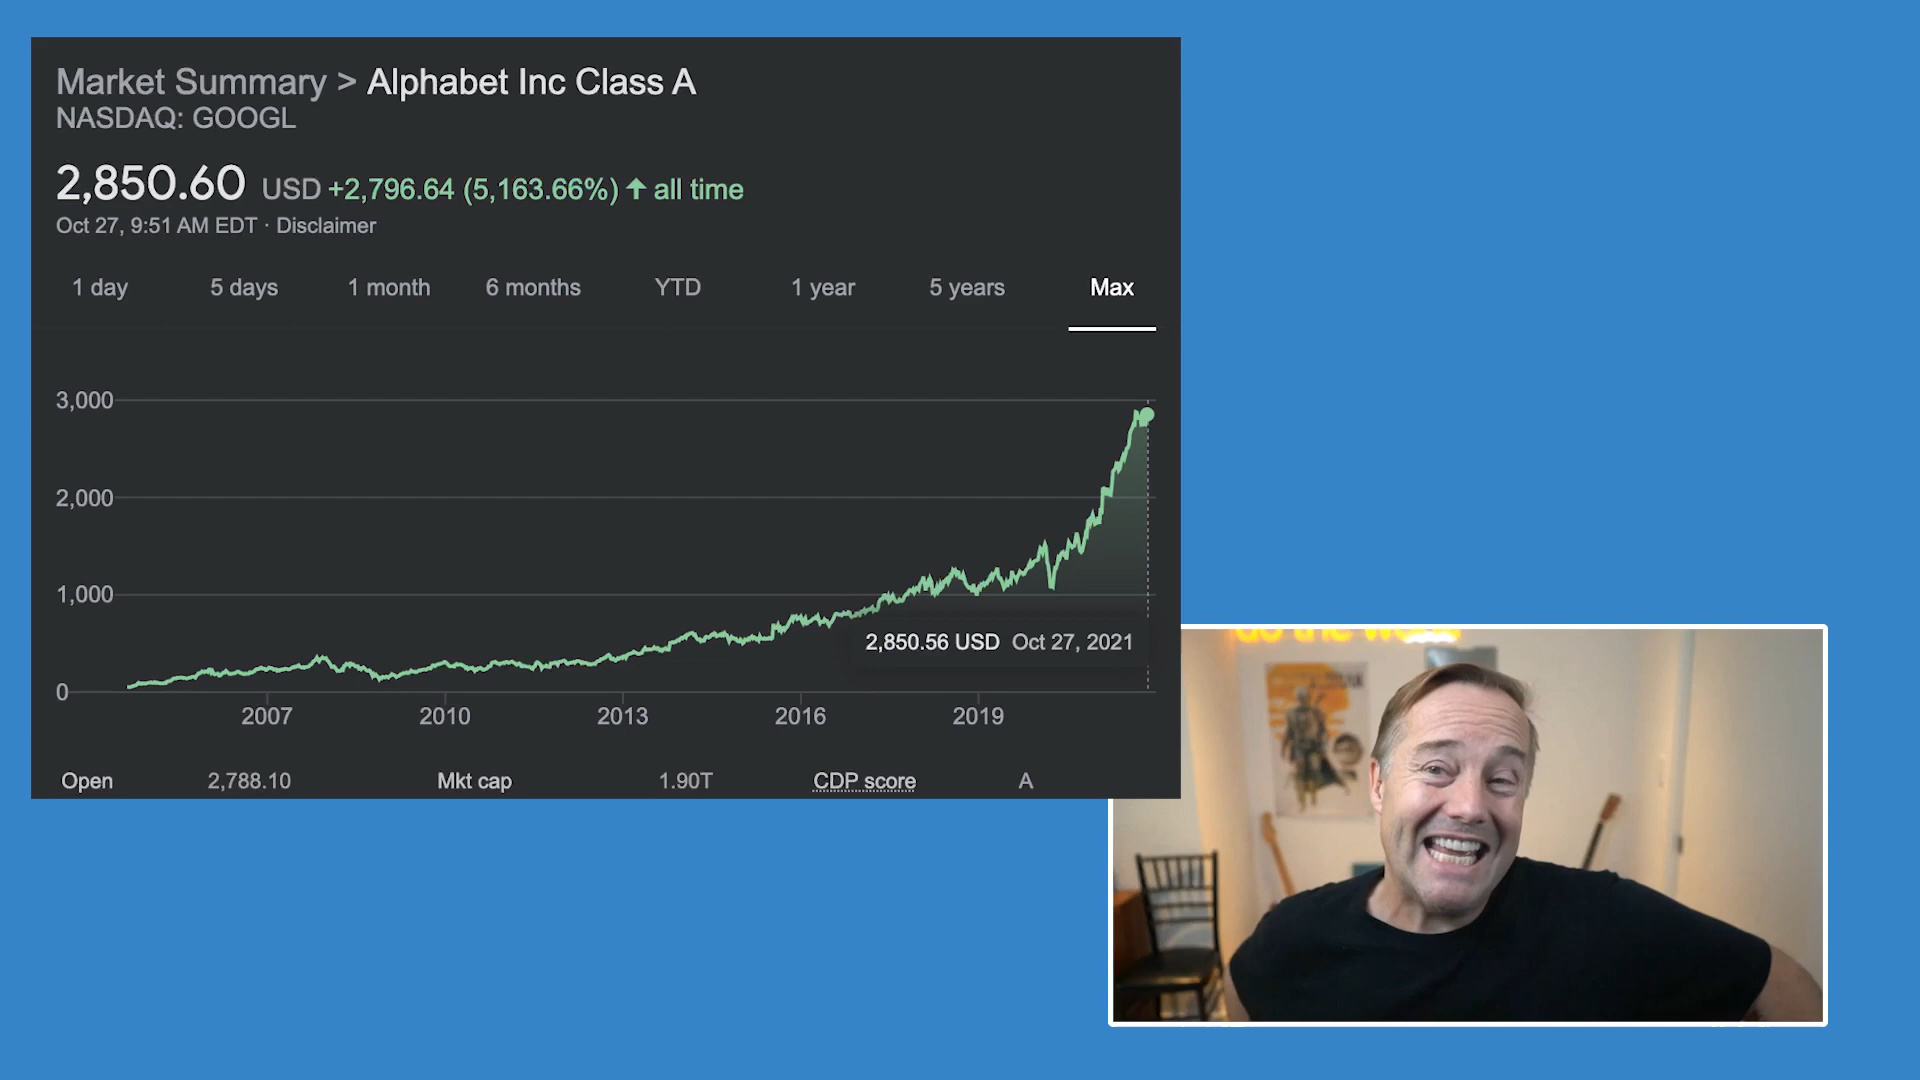 Market Summary > Alphabet Inc Class A
NASDAQ: GOOGL
2,850.60 USD +2,796.64 (5,163.66%) ↑ all time
Oct 27, 9:51 AM EDT · Disclaimer
1 day 5 days 1 month 6 months YTD 1 year 5 years Max
3,000
2,000
1,000
2,850.56 USD Oct 27, 2021
0
2007 2010 2013 2016 2019
Open 2,788.10 Mkt cap 1.90T CDP score A